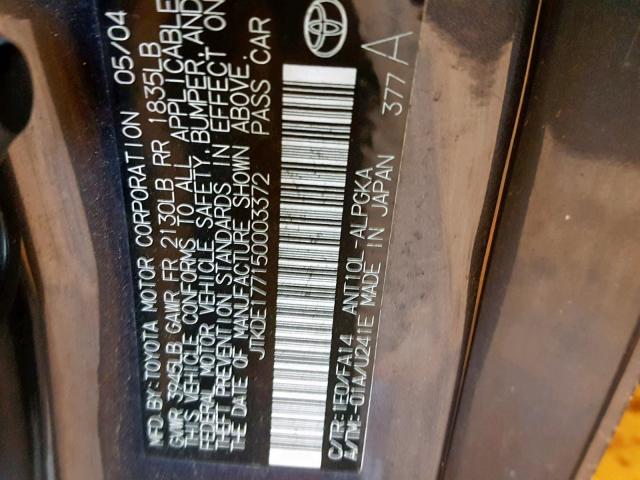 MFD BY: TOYOTA MOTOR CORPORATION 05/04
GVWR 3945LB GAWR FR 2130LB RR 1835LB
THIS VEHICLE CONFORMS TO ALL APPLICABLE
FEDERAL MOTOR VEHICLE SAFETY, BUMPER, AND
THEFT PREVENTION STANDARDS IN EFFECT ON
THE DATE OF MANUFACTURE SHOWN ABOVE.
JTKDE177150003372 PASS CAR
C/TR: 1E0/FA14 ANT10L-ALPGKA
A/TM: -01A/U241E MADE IN JAPAN 377 A